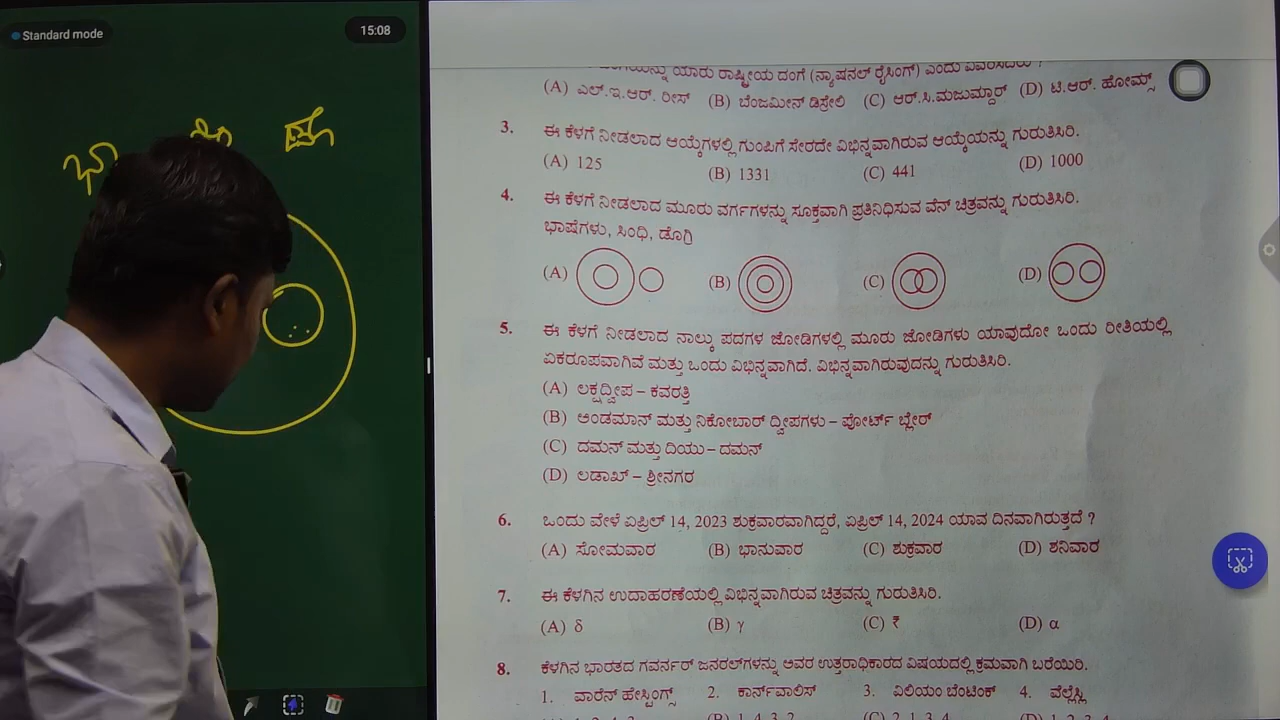 Standard mode
15:08
ಭಾ ಸಿಂ ಡೋ
ಯಾರು ರಾಷ್ಟ್ರೀಯ ದಂಗೆ (ನ್ಯಾಷನಲ್ ರೈಸಿಂಗ್) ಎಂದು
(A) ಎಲ್.ಇ.ಆರ್. ರೀಸ್ (B) ಬೆಂಜಮೀನ್ ಡಿಸ್ರೇಲಿ (C) ಆರ್.ಸಿ.ಮಜುಮ್ದಾರ್ (D) ಟಿ.ಆರ್. ಹೋಮ್ಸ್
3. ಈ ಕೆಳಗೆ ನೀಡಲಾದ ಆಯ್ಕೆಗಳಲ್ಲಿ ಗುಂಪಿಗೆ ಸೇರದೇ ವಿಭಿನ್ನವಾಗಿರುವ ಆಯ್ಕೆಯನ್ನು ಗುರುತಿಸಿರಿ.
(A) 125 (B) 1331 (C) 441 (D) 1000
4. ಈ ಕೆಳಗೆ ನೀಡಲಾದ ಮೂರು ವರ್ಗಗಳನ್ನು ಸೂಕ್ತವಾಗಿ ಪ್ರತಿನಿಧಿಸುವ ವೆನ್ ಚಿತ್ರವನ್ನು ಗುರುತಿಸಿರಿ.
ಭಾಷೆಗಳು, ಸಿಂಧಿ, ಡೊಗ್ರಿ
(A) (B) (C) (D)
5. ಈ ಕೆಳಗೆ ನೀಡಲಾದ ನಾಲ್ಕು ಪದಗಳ ಜೋಡಿಗಳಲ್ಲಿ ಮೂರು ಜೋಡಿಗಳು ಯಾವುದೋ ಒಂದು ರೀತಿಯಲ್ಲಿ
ಏಕರೂಪವಾಗಿವೆ ಮತ್ತು ಒಂದು ವಿಭಿನ್ನವಾಗಿದೆ. ವಿಭಿನ್ನವಾಗಿರುವುದನ್ನು ಗುರುತಿಸಿರಿ.
(A) ಲಕ್ಷದ್ವೀಪ – ಕವರತ್ತಿ
(B) ಅಂಡಮಾನ್ ಮತ್ತು ನಿಕೋಬಾರ್ ದ್ವೀಪಗಳು – ಪೋರ್ಟ್ ಬ್ಲೇರ್
(C) ದಮನ್ ಮತ್ತು ದಿಯು – ದಮನ್
(D) ಲಡಾಖ್ – ಶ್ರೀನಗರ
6. ಒಂದು ವೇಳೆ ಏಪ್ರಿಲ್ 14, 2023 ಶುಕ್ರವಾರವಾಗಿದ್ದರೆ, ಏಪ್ರಿಲ್ 14, 2024 ಯಾವ ದಿನವಾಗಿರುತ್ತದೆ ?
(A) ಸೋಮವಾರ (B) ಭಾನುವಾರ (C) ಶುಕ್ರವಾರ (D) ಶನಿವಾರ
7. ಈ ಕೆಳಗಿನ ಉದಾಹರಣೆಯಲ್ಲಿ ವಿಭಿನ್ನವಾಗಿರುವ ಚಿತ್ರವನ್ನು ಗುರುತಿಸಿರಿ.
(A) δ (B) γ (C) ₹ (D) α
8. ಕೆಳಗಿನ ಭಾರತದ ಗವರ್ನರ್ ಜನರಲ್‌ಗಳನ್ನು ಅವರ ಉತ್ತರಾಧಿಕಾರದ ವಿಷಯದಲ್ಲಿ ಕ್ರಮವಾಗಿ ಬರೆಯಿರಿ.
1. ವಾರೆನ್ ಹೇಸ್ಟಿಂಗ್ಸ್ 2. ಕಾರ್ನ್‌ವಾಲಿಸ್ 3. ವಿಲಿಯಂ ಬೆಂಟಿಂಕ್ 4. ವೆಲ್ಲೆಸ್ಲಿ